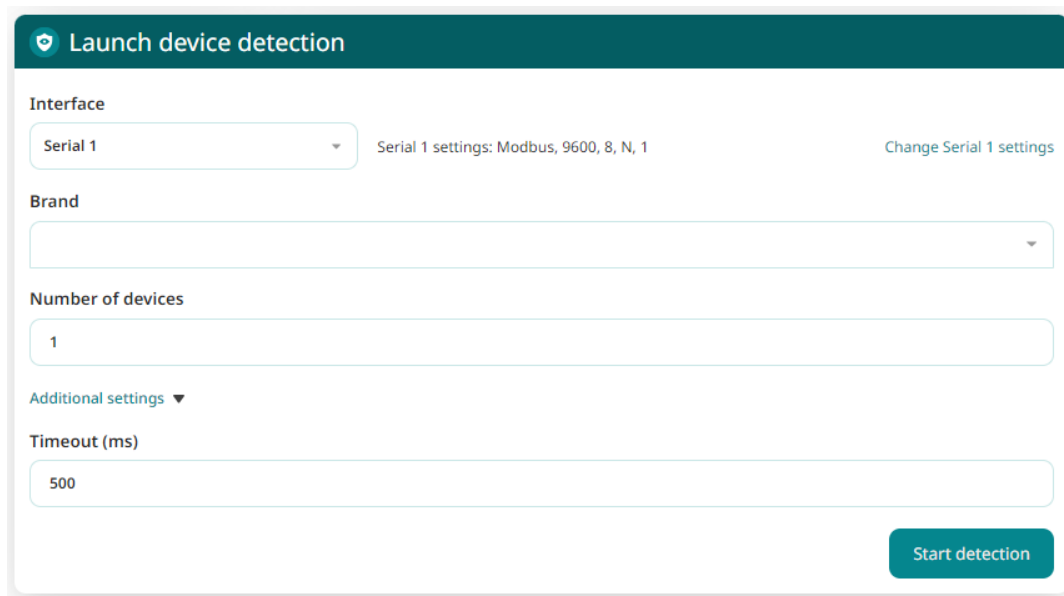 Launch device detection
Interface
Serial 1
Serial 1 settings: Modbus, 9600, 8, N, 1
Change Serial 1 settings
Brand
Number of devices
1
Additional settings
Timeout (ms)
500
Start detection